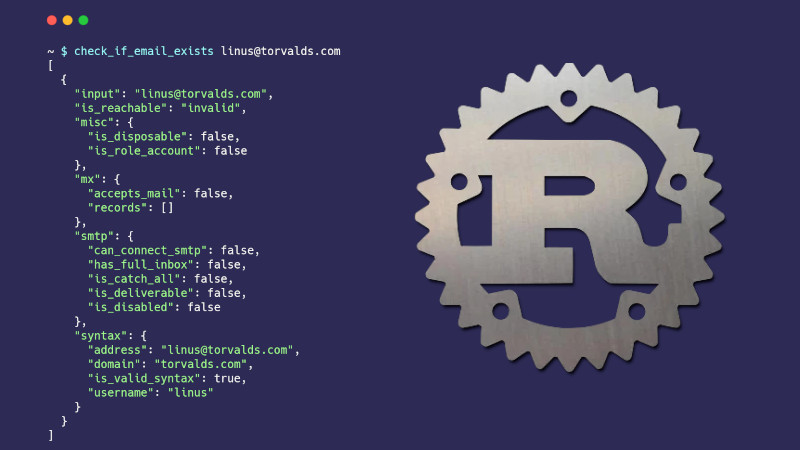 ~ $ check_if_email_exists linus@torvalds.com
[
  {
    "input": "linus@torvalds.com",
    "is_reachable": "invalid",
    "misc": {
      "is_disposable": false,
      "is_role_account": false
    },
    "mx": {
      "accepts_mail": false,
      "records": []
    },
    "smtp": {
      "can_connect_smtp": false,
      "has_full_inbox": false,
      "is_catch_all": false,
      "is_deliverable": false,
      "is_disabled": false
    },
    "syntax": {
      "address": "linus@torvalds.com",
      "domain": "torvalds.com",
      "is_valid_syntax": true,
      "username": "linus"
    }
  }
]
R